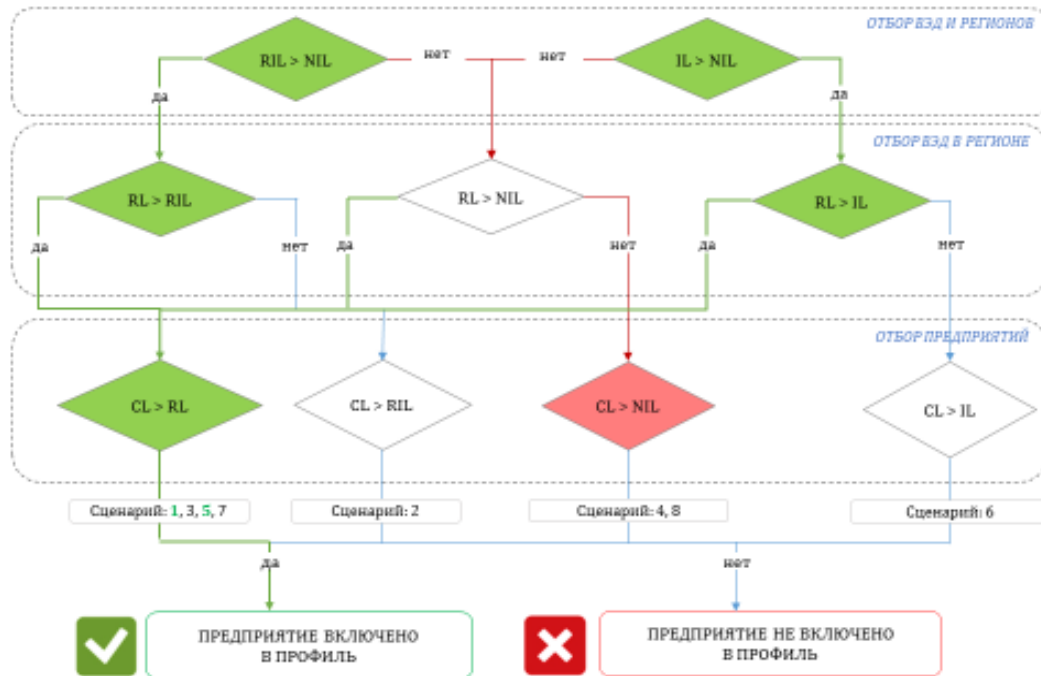 ОТБОР ВЭД И РЕГИОНОВ
RIL > NIL
нет
нет
IL > NIL
да
да
ОТБОР ВЭД В РЕГИОНЕ
RL > RIL
RL > NIL
RL > IL
да
нет
да
нет
да
нет
ОТБОР ПРЕДПРИЯТИЙ
CL > RL
CL > RIL
CL > NIL
CL > IL
Сценарий: 1, 3, 5, 7
Сценарий: 2
Сценарий: 4, 8
Сценарий: 6
да
нет
ПРЕДПРИЯТИЕ ВКЛЮЧЕНО
В ПРОФИЛЬ
ПРЕДПРИЯТИЕ НЕ ВКЛЮЧЕНО
В ПРОФИЛЬ